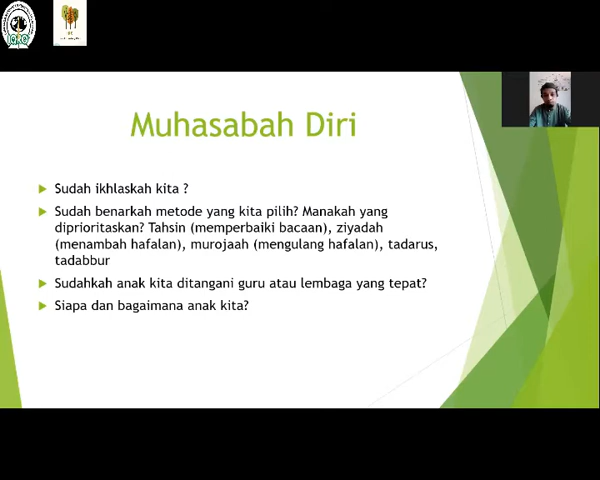 Muhasabah Diri
Sudah ikhlaskah kita ?
Sudah benarkah metode yang kita pilih? Manakah yang
diprioritaskan? Tahsin (memperbaiki bacaan), ziyadah
(menambah hafalan), murojaah (mengulang hafalan), tadarus,
tadabbur
Sudahkah anak kita ditangani guru atau lembaga yang tepat?
Siapa dan bagaimana anak kita?